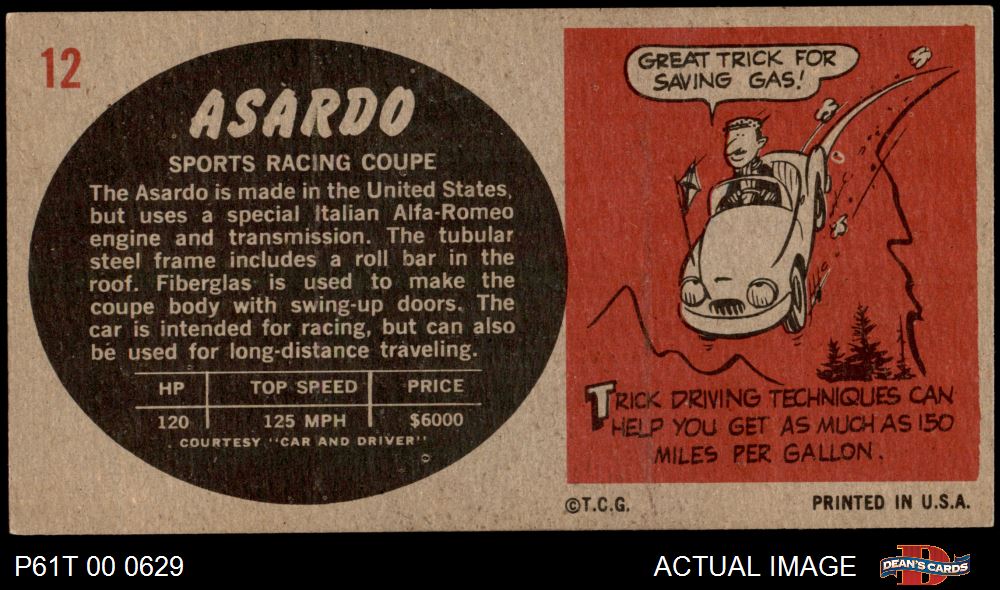 12
ASARDO
SPORTS RACING COUPE
The Asardo is made in the United States,
but uses a special Italian Alfa-Romeo
engine and transmission. The tubular
steel frame includes a roll bar in the
roof. Fiberglas is used to make the
coupe body with swing-up doors. The
car is intended for racing, but can also
be used for long-distance traveling.
HP TOP SPEED PRICE
120 125 MPH $6000
COURTESY "CAR AND DRIVER"
GREAT TRICK FOR
SAVING GAS!
TRICK DRIVING TECHNIQUES CAN
HELP YOU GET AS MUCH AS 150
MILES PER GALLON.
©T.C.G.
PRINTED IN U.S.A.
P61T 00 0629
ACTUAL IMAGE
D
DEAN'S CARDS